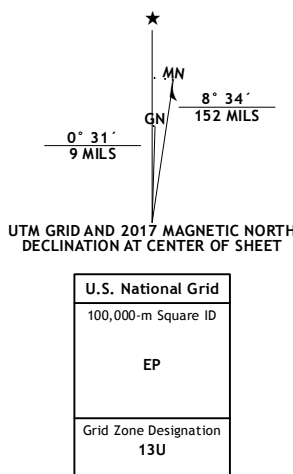 MN
GN
8° 34´
152 MILS
0° 31´
9 MILS
UTM GRID AND 2017 MAGNETIC NORTH
DECLINATION AT CENTER OF SHEET
U.S. National Grid
100,000-m Square ID
EP
Grid Zone Designation
13U